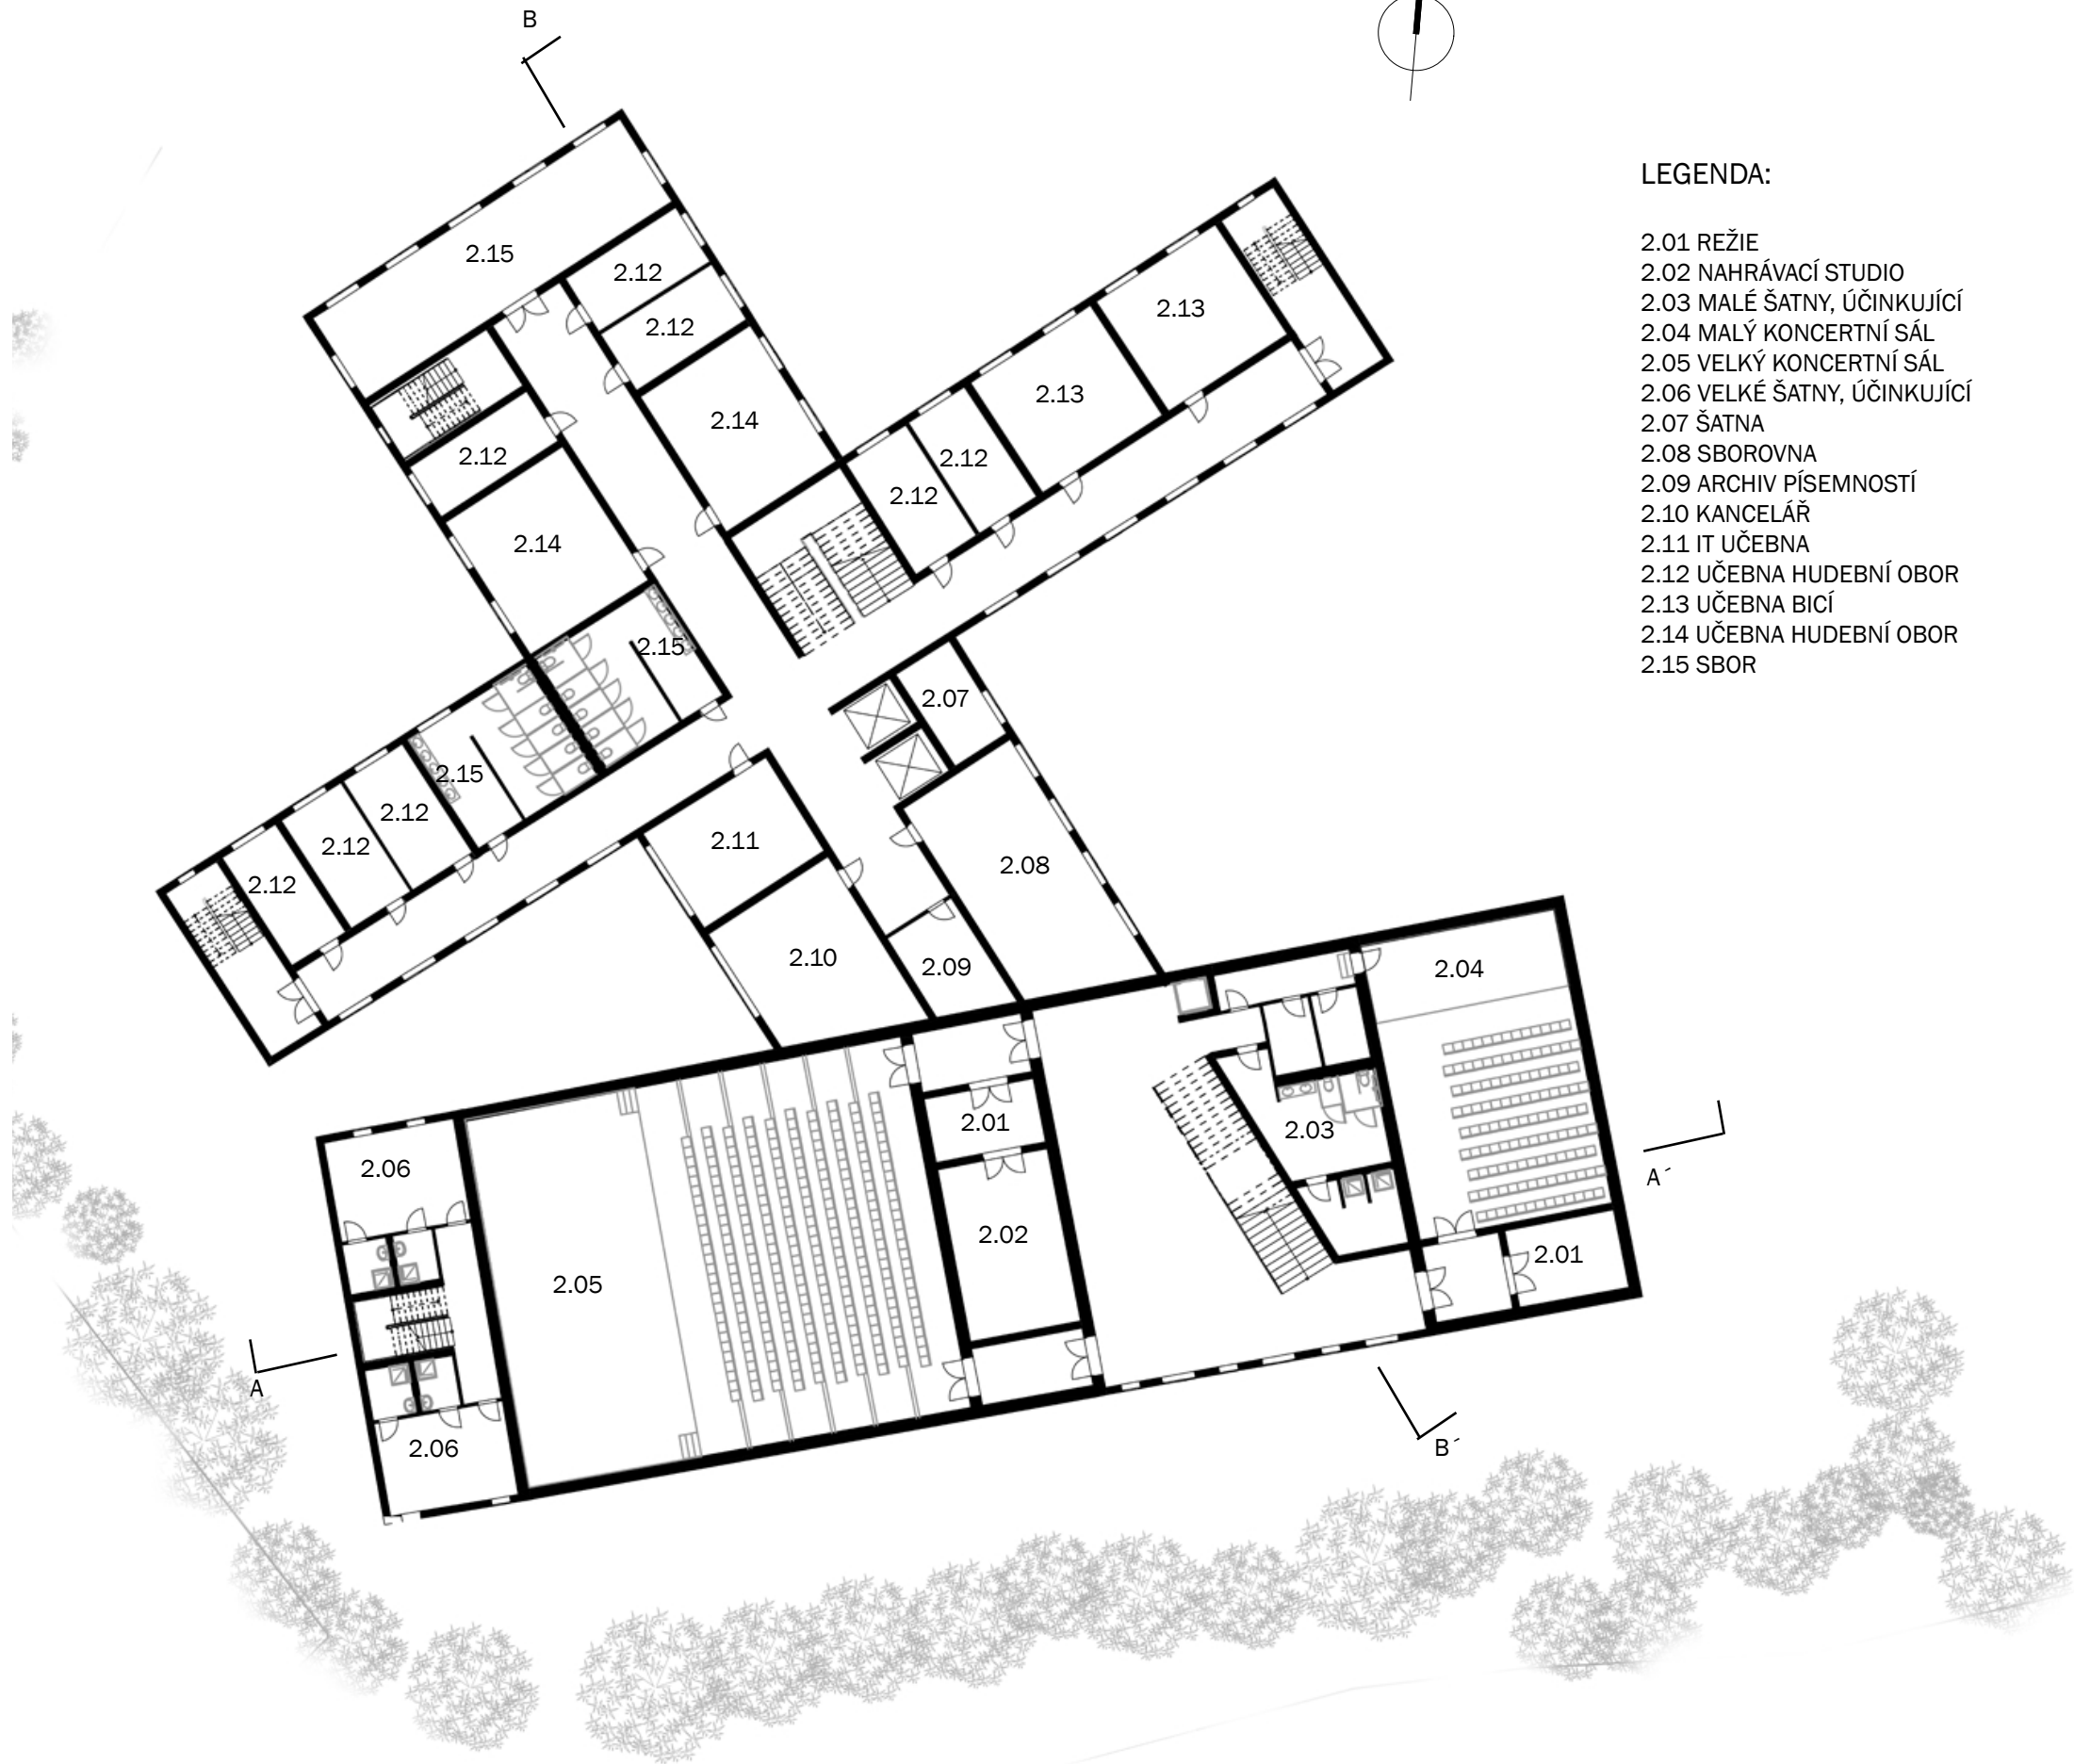 B
LEGENDA:
2.01 REŽIE
2.02 NAHRÁVACÍ STUDIO
2.03 MALÉ ŠATNY, ÚČINKUJÍCÍ
2.04 MALÝ KONCERTNÍ SÁL
2.05 VELKÝ KONCERTNÍ SÁL
2.06 VELKÉ ŠATNY, ÚČINKUJÍCÍ
2.07 ŠATNA
2.08 SBOROVNA
2.09 ARCHIV PÍSEMNOSTÍ
2.10 KANCELÁŘ
2.11 IT UČEBNA
2.12 UČEBNA HUDEBNÍ OBOR
2.13 UČEBNA BICÍ
2.14 UČEBNA HUDEBNÍ OBOR
2.15 SBOR
2.15
2.12
2.12
2.13
2.13
2.14
2.12
2.12
2.12
2.14
2.15
2.07
2.15
2.12
2.12
2.12
2.11
2.08
2.10
2.09
2.04
2.01
2.03
2.06
A´
2.02
2.01
2.05
A
2.06
B´